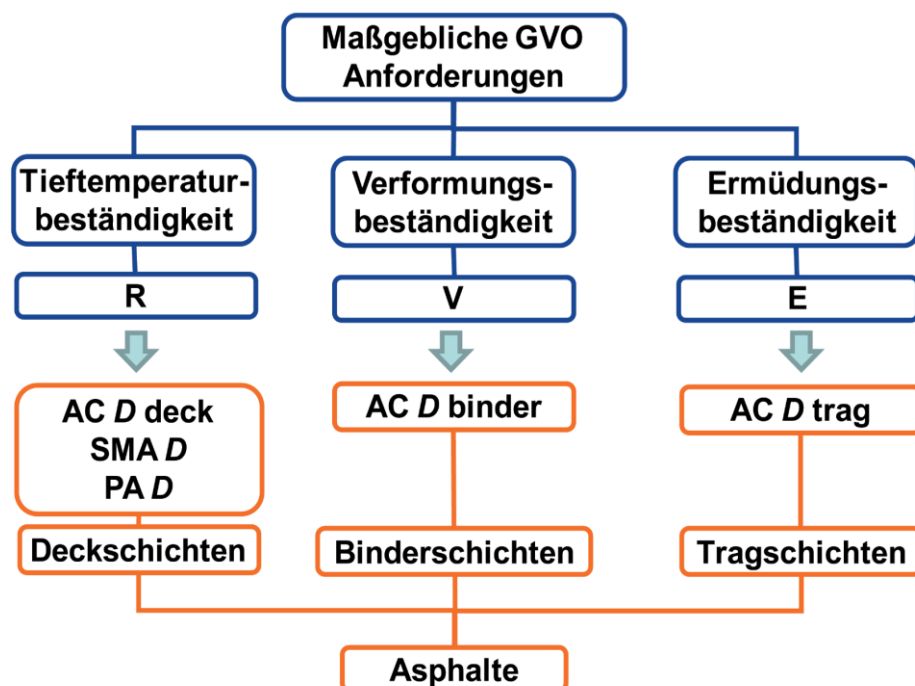 Maßgebliche GVO
Anforderungen
Tieftemperatur-
beständigkeit
Verformungs-
beständigkeit
Ermüdungs-
beständigkeit
R
V
E
AC D deck
SMA D
PA D
AC D binder
AC D trag
Deckschichten
Binderschichten
Tragschichten
Asphalte